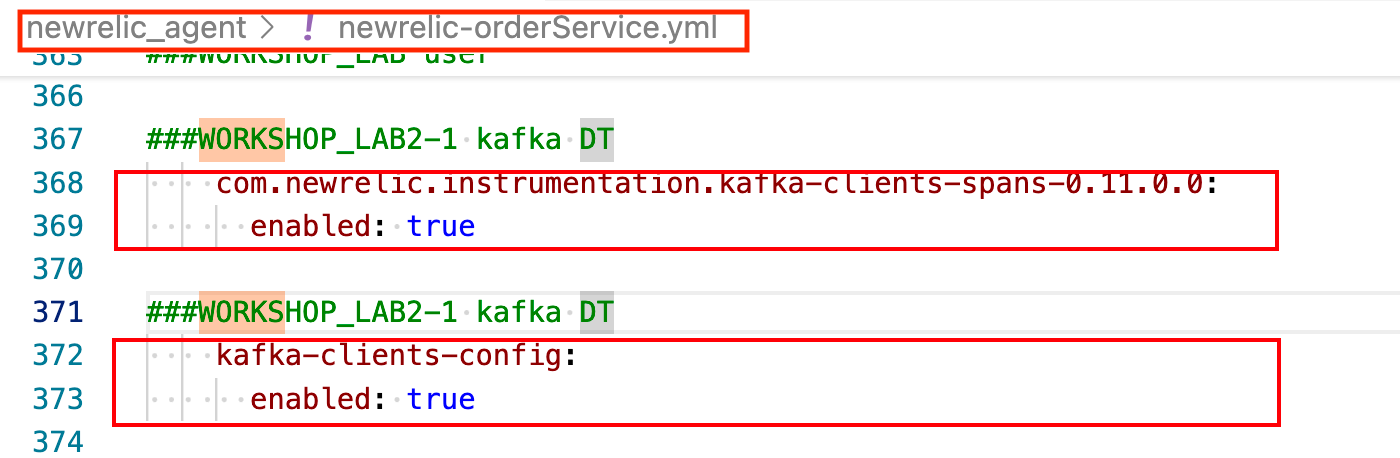 newrelic_agent > ! newrelic-orderService.yml
363 ###WORKSHOP_LAB user
366
367 ###WORKSHOP_LAB2-1 kafka DT
368 com.newrelic.instrumentation.kafka-clients-spans-0.11.0.0:
369 enabled: true
370
371 ###WORKSHOP_LAB2-1 kafka DT
372 kafka-clients-config:
373 enabled: true
374